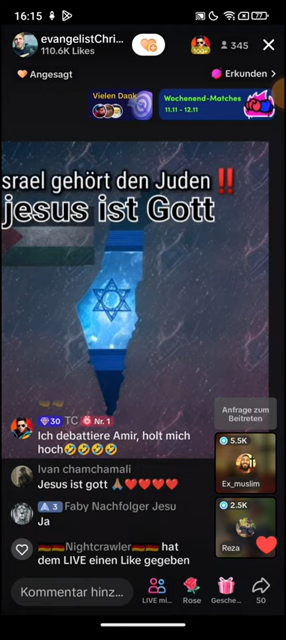 16:15
77
evangelistChri...
110.6K Likes
345
Angesagt
Erkunden >
Vielen Dank
Wochenend-Matches
11.11 - 12.11
srael gehört den Juden ‼️
jesus ist Gott
30 TC Nr. 1
Ich debattiere Amir, holt mich
hoch🤣🤣🤣🤣
Anfrage zum
Beitreten
5.5K
Ex_muslim
Ivan chamchamali
Jesus ist gott 🙏🏽❤️❤️❤️❤️
3 Faby Nachfolger Jesu
Ja
2.5K
Reza
🇩🇪🇩🇪Nightcrawler🇩🇪🇩🇪 hat
dem LIVE einen Like gegeben
Kommentar hinz...
LIVE mi...
Rose
Gesche...
50